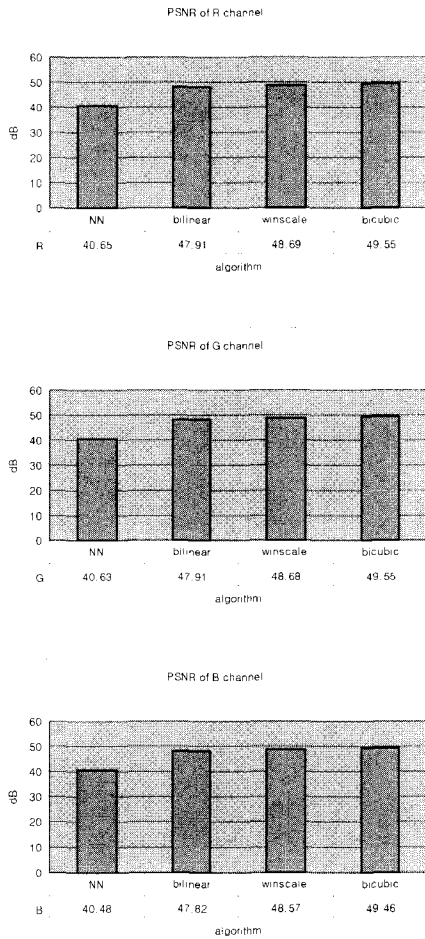 PSNR of R channel
60
50
40
30
20
10
0
dB
NN bilinear winscale bicubic
R 40.65 47.91 48.69 49.55
algorithm
PSNR of G channel
60
50
40
30
20
10
0
dB
NN bilinear winscale bicubic
G 40.63 47.91 48.68 49.55
algorithm
PSNR of B channel
60
50
40
30
20
10
0
dB
NN bilinear winscale bicubic
B 40.48 47.82 48.57 49.46
algorithm